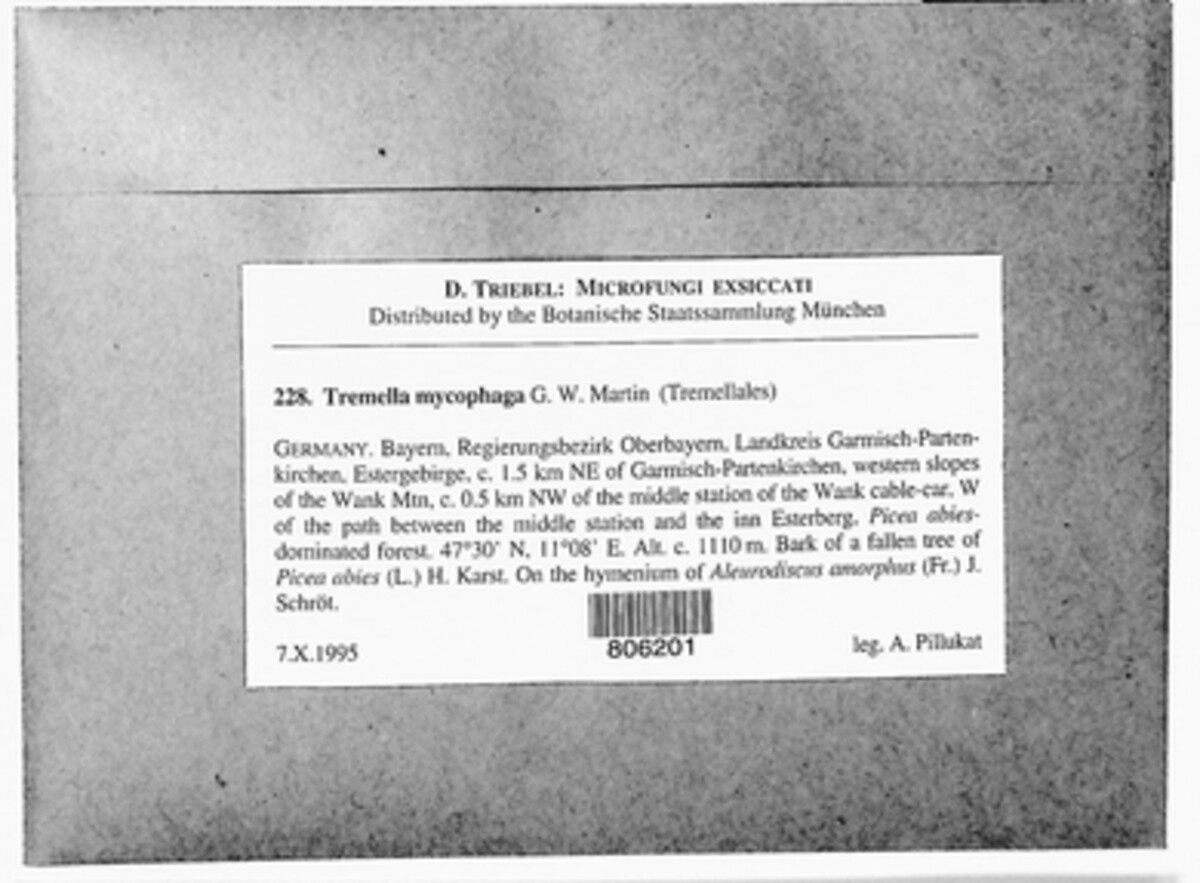 D. TRIEBEL: MICROFUNGI EXSICCATI
Distributed by the Botanische Staatssammlung München
228. Tremella mycophaga G. W. Martin (Tremellales)
GERMANY. Bayern, Regierungsbezirk Oberbayern, Landkreis Garmisch-Parten-
kirchen, Estergebirge, c. 1.5 km NE of Garmisch-Partenkirchen, western slopes
of the Wank Mtn, c. 0.5 km NW of the middle station of the Wank cable-car, W
of the path between the middle station and the inn Esterberg. Picea abies-
dominated forest. 47°30' N, 11°08' E. Alt. c. 1110 m. Bark of a fallen tree of
Picea abies (L.) H. Karst. On the hymenium of Aleurodiscus amorphus (Fr.) J.
Schröt.
7.X.1995
806201
leg. A. Pillukat